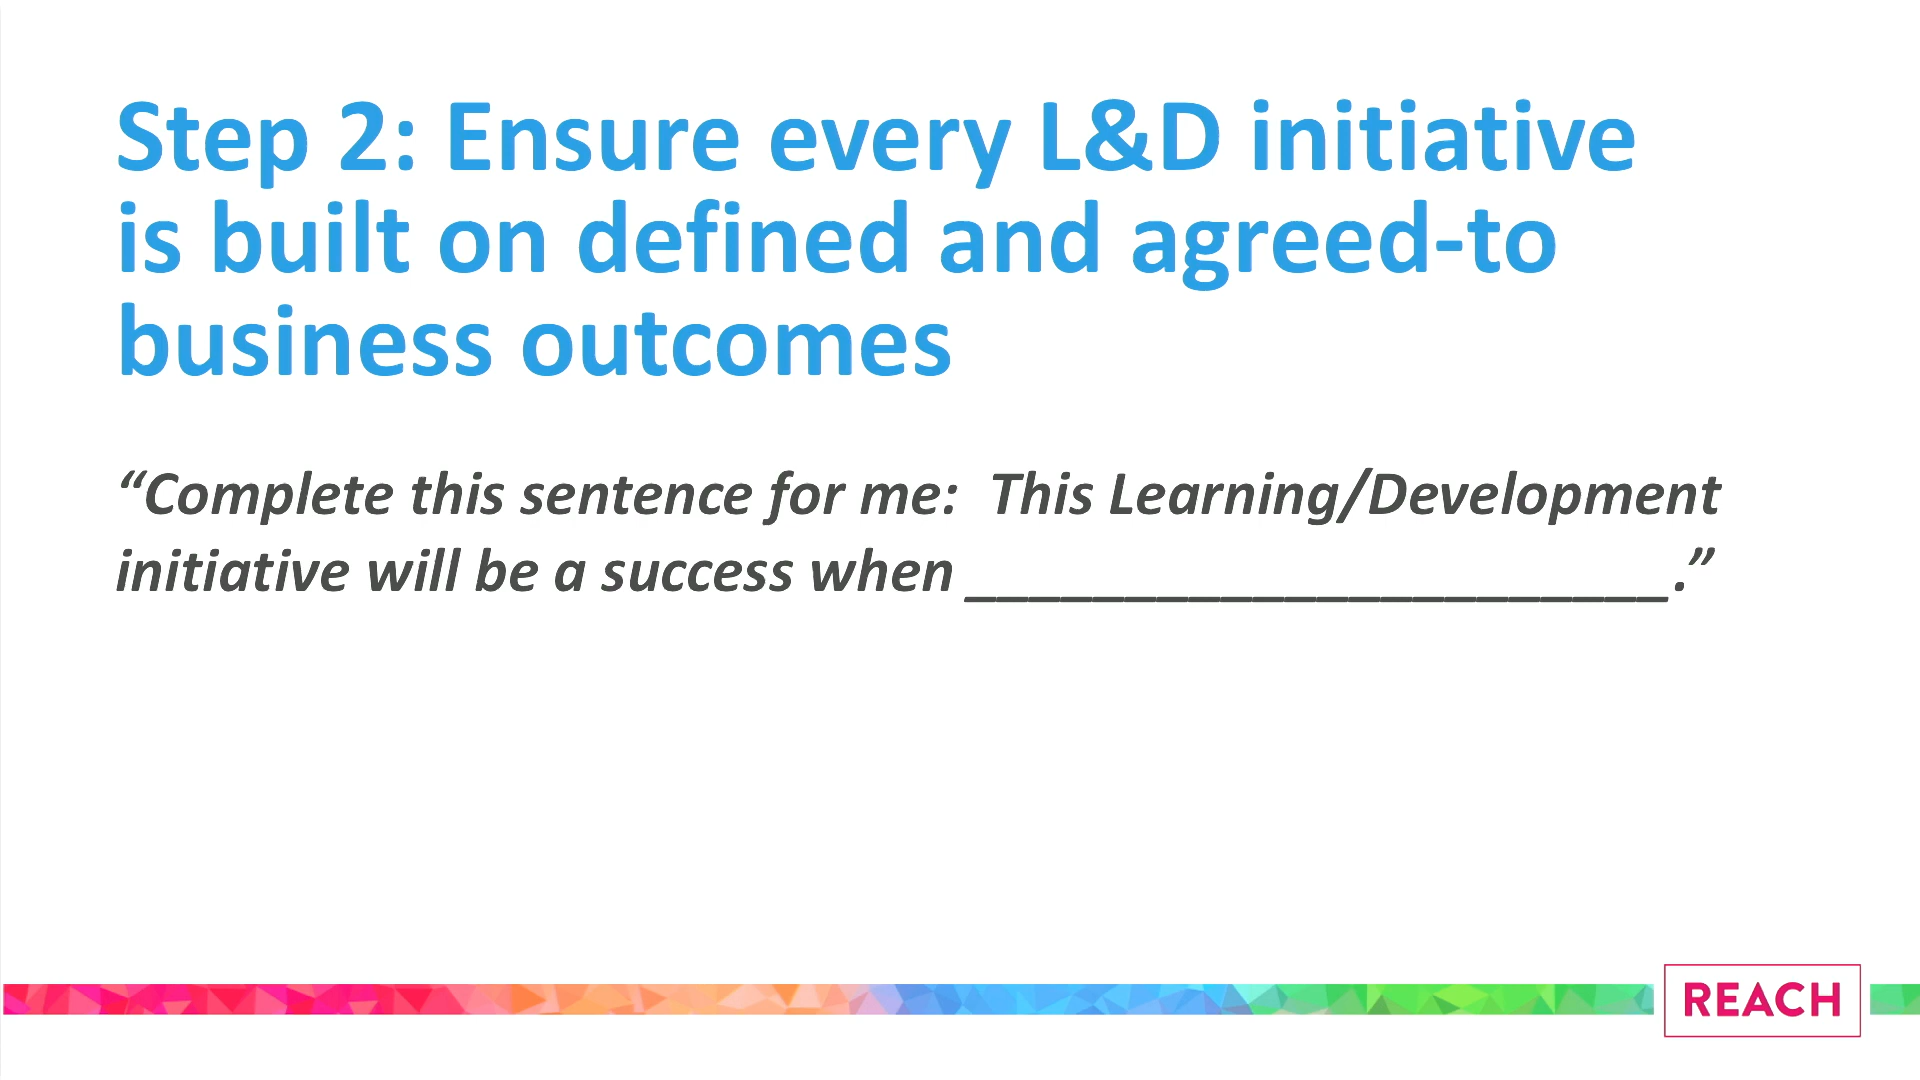 Step 2: Ensure every L&D initiative
is built on defined and agreed-to
business outcomes
“Complete this sentence for me:  This Learning/Development
initiative will be a success when ______________________.”
REACH